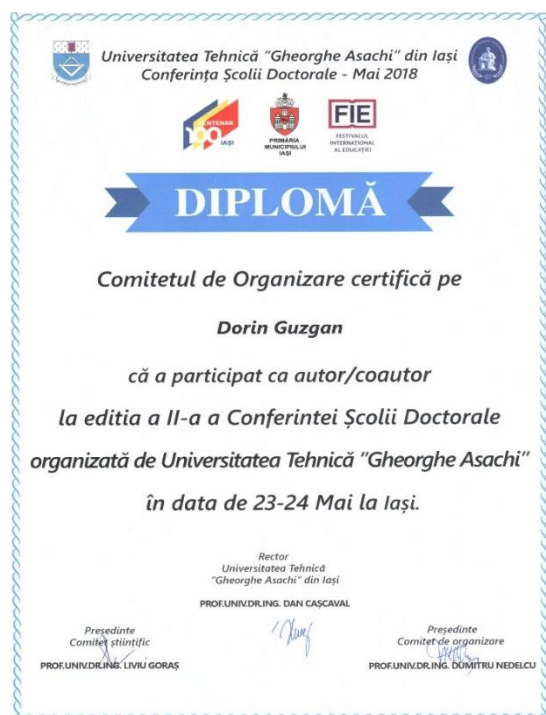 Universitatea Tehnică "Gheorghe Asachi" din Iași
Conferința Școlii Doctorale - Mai 2018
CENTENAR
100
IAȘI
PRIMĂRIA
MUNICIPIULUI
IAȘI
FIE
FESTIVALUL
INTERNAȚIONAL
AL EDUCAȚIEI
DIPLOMĂ
Comitetul de Organizare certifică pe
Dorin Guzgan
că a participat ca autor/coautor
la editia a II-a a Conferintei Școlii Doctorale
organizată de Universitatea Tehnică "Gheorghe Asachi"
în data de 23-24 Mai la Iași.
Rector
Universitatea Tehnică
"Gheorghe Asachi" din Iași
PROF.UNIV.DR.ING. DAN CAȘCAVAL
Președinte
Comitet științific
PROF.UNIV.DR.ING. LIVIU GORAȘ
Președinte
Comitet de organizare
PROF.UNIV.DR.ING. DUMITRU NEDELCU